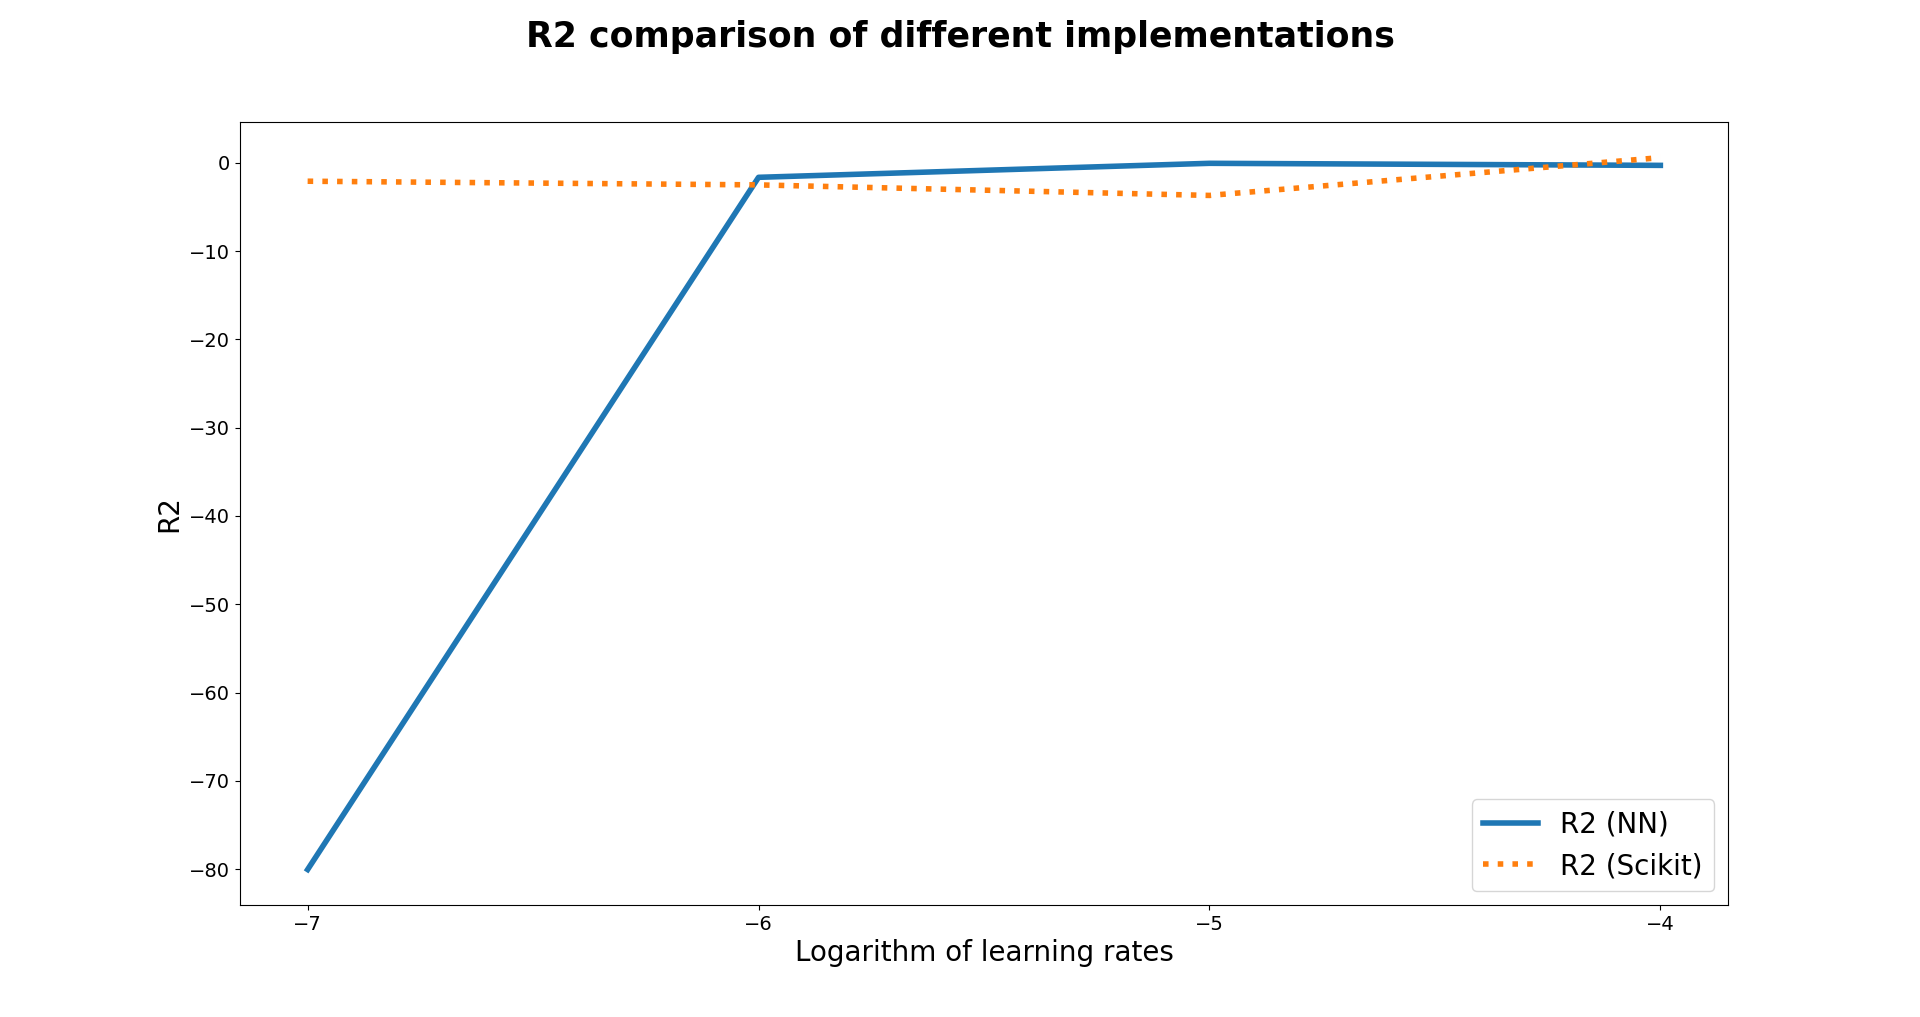 R2 comparison of different implementations
0
−10
−20
−30
−40
−50
−60
−70
−80
R2
−7
−6
−5
−4
Logarithm of learning rates
R2 (NN)
R2 (Scikit)